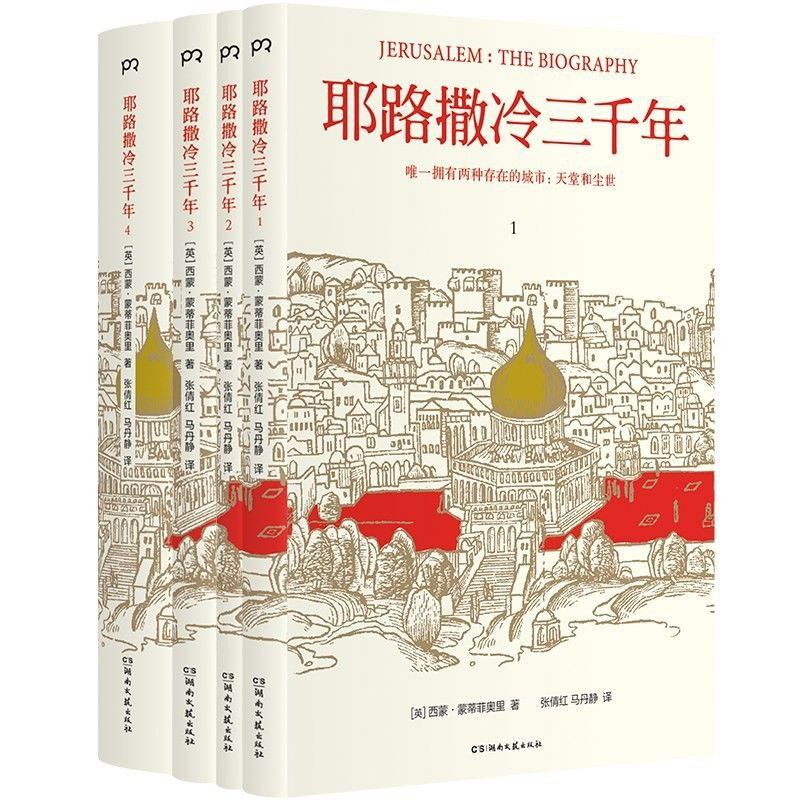 JERUSALEM : THE BIOGRAPHY
耶路撒冷三千年
唯一拥有两种存在的城市：天堂和尘世
1
[英] 西蒙·蒙蒂菲奥里 著 张倩红 马丹静 译
CS 湖南文艺出版社
耶路撒冷三千年 4 [英] 西蒙·蒙蒂菲奥里 著 张倩红 马丹静 译
CS 湖南文艺出版社
耶路撒冷三千年 3 [英] 西蒙·蒙蒂菲奥里 著 张倩红 马丹静 译
CS 湖南文艺出版社
耶路撒冷三千年 2 [英] 西蒙·蒙蒂菲奥里 著 张倩红 马丹静 译
CS 湖南文艺出版社
耶路撒冷三千年 1 [英] 西蒙·蒙蒂菲奥里 著 张倩红 马丹静 译
CS 湖南文艺出版社